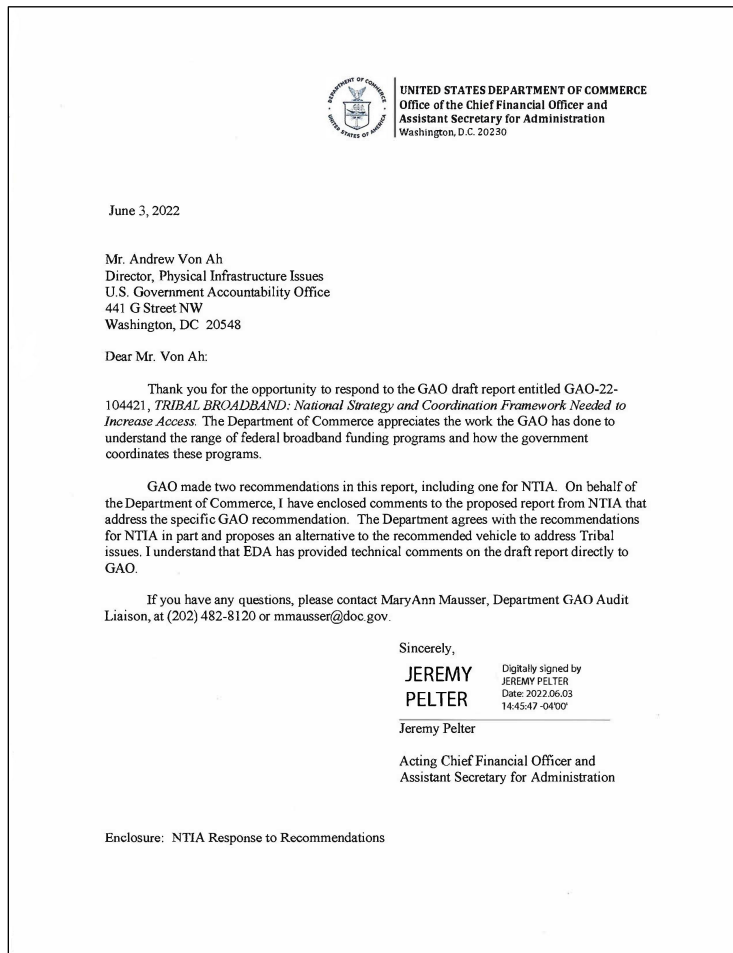 DEPARTMENT OF COMMERCE
UNITED STATES OF AMERICA
UNITED STATES DEPARTMENT OF COMMERCE
Office of the Chief Financial Officer and
Assistant Secretary for Administration
Washington, D.C. 20230
June 3, 2022
Mr. Andrew Von Ah
Director, Physical Infrastructure Issues
U.S. Government Accountability Office
441 G Street NW
Washington, DC 20548
Dear Mr. Von Ah:
Thank you for the opportunity to respond to the GAO draft report entitled GAO-22-
104421, TRIBAL BROADBAND: National Strategy and Coordination Framework Needed to
Increase Access. The Department of Commerce appreciates the work the GAO has done to
understand the range of federal broadband funding programs and how the government
coordinates these programs.
GAO made two recommendations in this report, including one for NTIA. On behalf of
the Department of Commerce, I have enclosed comments to the proposed report from NTIA that
address the specific GAO recommendation. The Department agrees with the recommendations
for NTIA in part and proposes an alternative to the recommended vehicle to address Tribal
issues. I understand that EDA has provided technical comments on the draft report directly to
GAO.
If you have any questions, please contact MaryAnn Mausser, Department GAO Audit
Liaison, at (202) 482-8120 or mmausser@doc.gov.
Sincerely,
JEREMY
PELTER
Digitally signed by
JEREMY PELTER
Date: 2022.06.03
14:45:47 -04'00'
Jeremy Pelter
Acting Chief Financial Officer and
Assistant Secretary for Administration
Enclosure: NTIA Response to Recommendations